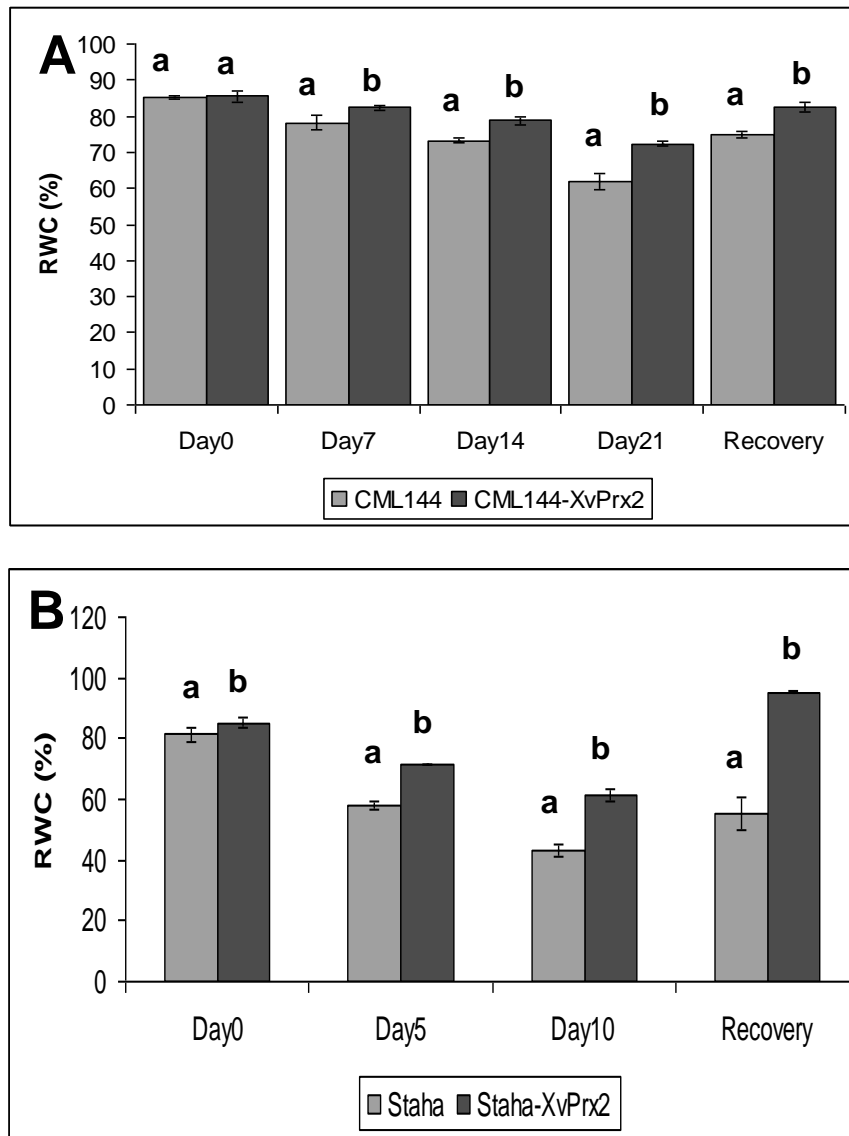 A
RWC (%)
100
90
80
70
60
50
40
30
20
10
0
a a a b a b a b a b
Day0 Day7 Day14 Day21 Recovery
CML144 CML144-XvPrx2
B
RWC (%)
120
100
80
60
40
20
0
a b a b a b a b
Day0 Day5 Day10 Recovery
Staha Staha-XvPrx2